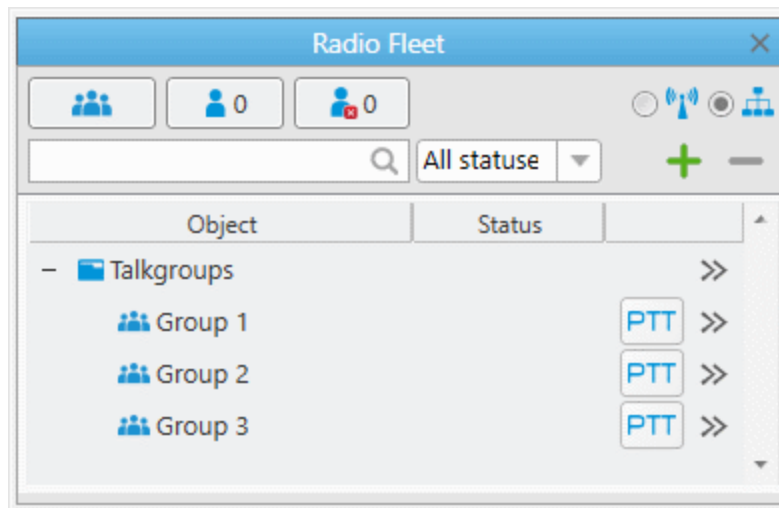 Radio Fleet
0 0
All statuse
Object Status
Talkgroups
Group 1 PTT
Group 2 PTT
Group 3 PTT